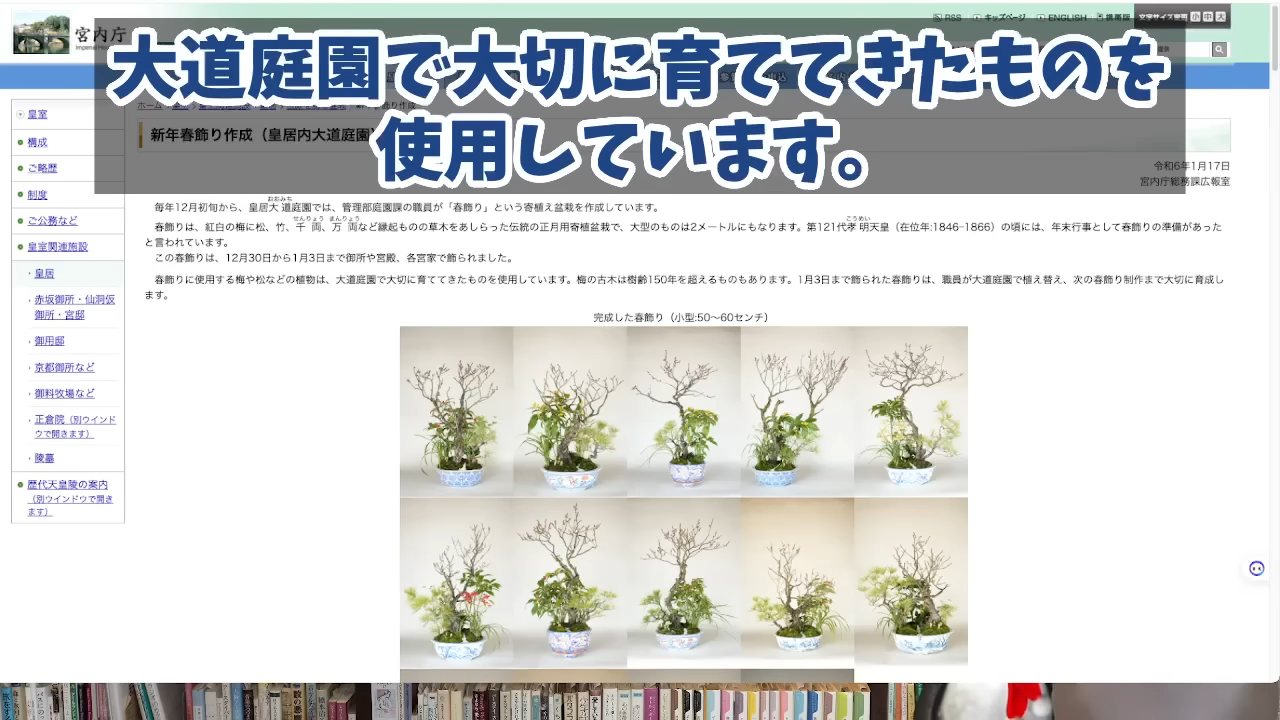 宮内庁
RSS キッズページ ENGLISH 携帯版 文字サイズ変更 小 中 大
大道庭園で大切に育ててきたものを
使用しています。
新年春飾り作成（皇居内大道庭園）
令和6年1月17日
宮内庁総務課広報室
皇室
構成
ご略歴
制度
ご公務など
皇室関連施設
皇居
赤坂御所・仙洞仮
御所・宮邸
御用邸
京都御所など
御料牧場など
正倉院（別ウインド
ウで開きます）
陵墓
歴代天皇陵の案内
（別ウインドウで開き
ます）
おおみち
毎年12月初旬から、皇居大道庭園では、管理部庭園課の職員が「春飾り」という寄植え盆栽を作成しています。
せんりょう まんりょう こうめい
春飾りは、紅白の梅に松、竹、千両、万両など縁起ものの草木をあしらった伝統の正月用寄植盆栽で、大型のものは2メートルにもなります。第121代孝明天皇（在位年:1846−1866）の頃には、年末行事として春飾りの準備があった
と言われています。
この春飾りは、12月30日から1月3日まで御所や宮殿、各宮家で飾られました。
春飾りに使用する梅や松などの植物は、大道庭園で大切に育ててきたものを使用しています。梅の古木は樹齢150年を超えるものもあります。1月3日まで飾られた春飾りは、職員が大道庭園で植え替え、次の春飾り制作まで大切に育成し
ます。
完成した春飾り（小型:50〜60センチ）